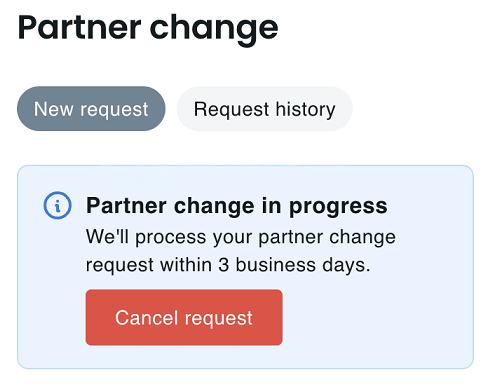 Partner change
New request
Request history
Partner change in progress
We'll process your partner change
request within 3 business days.
Cancel request